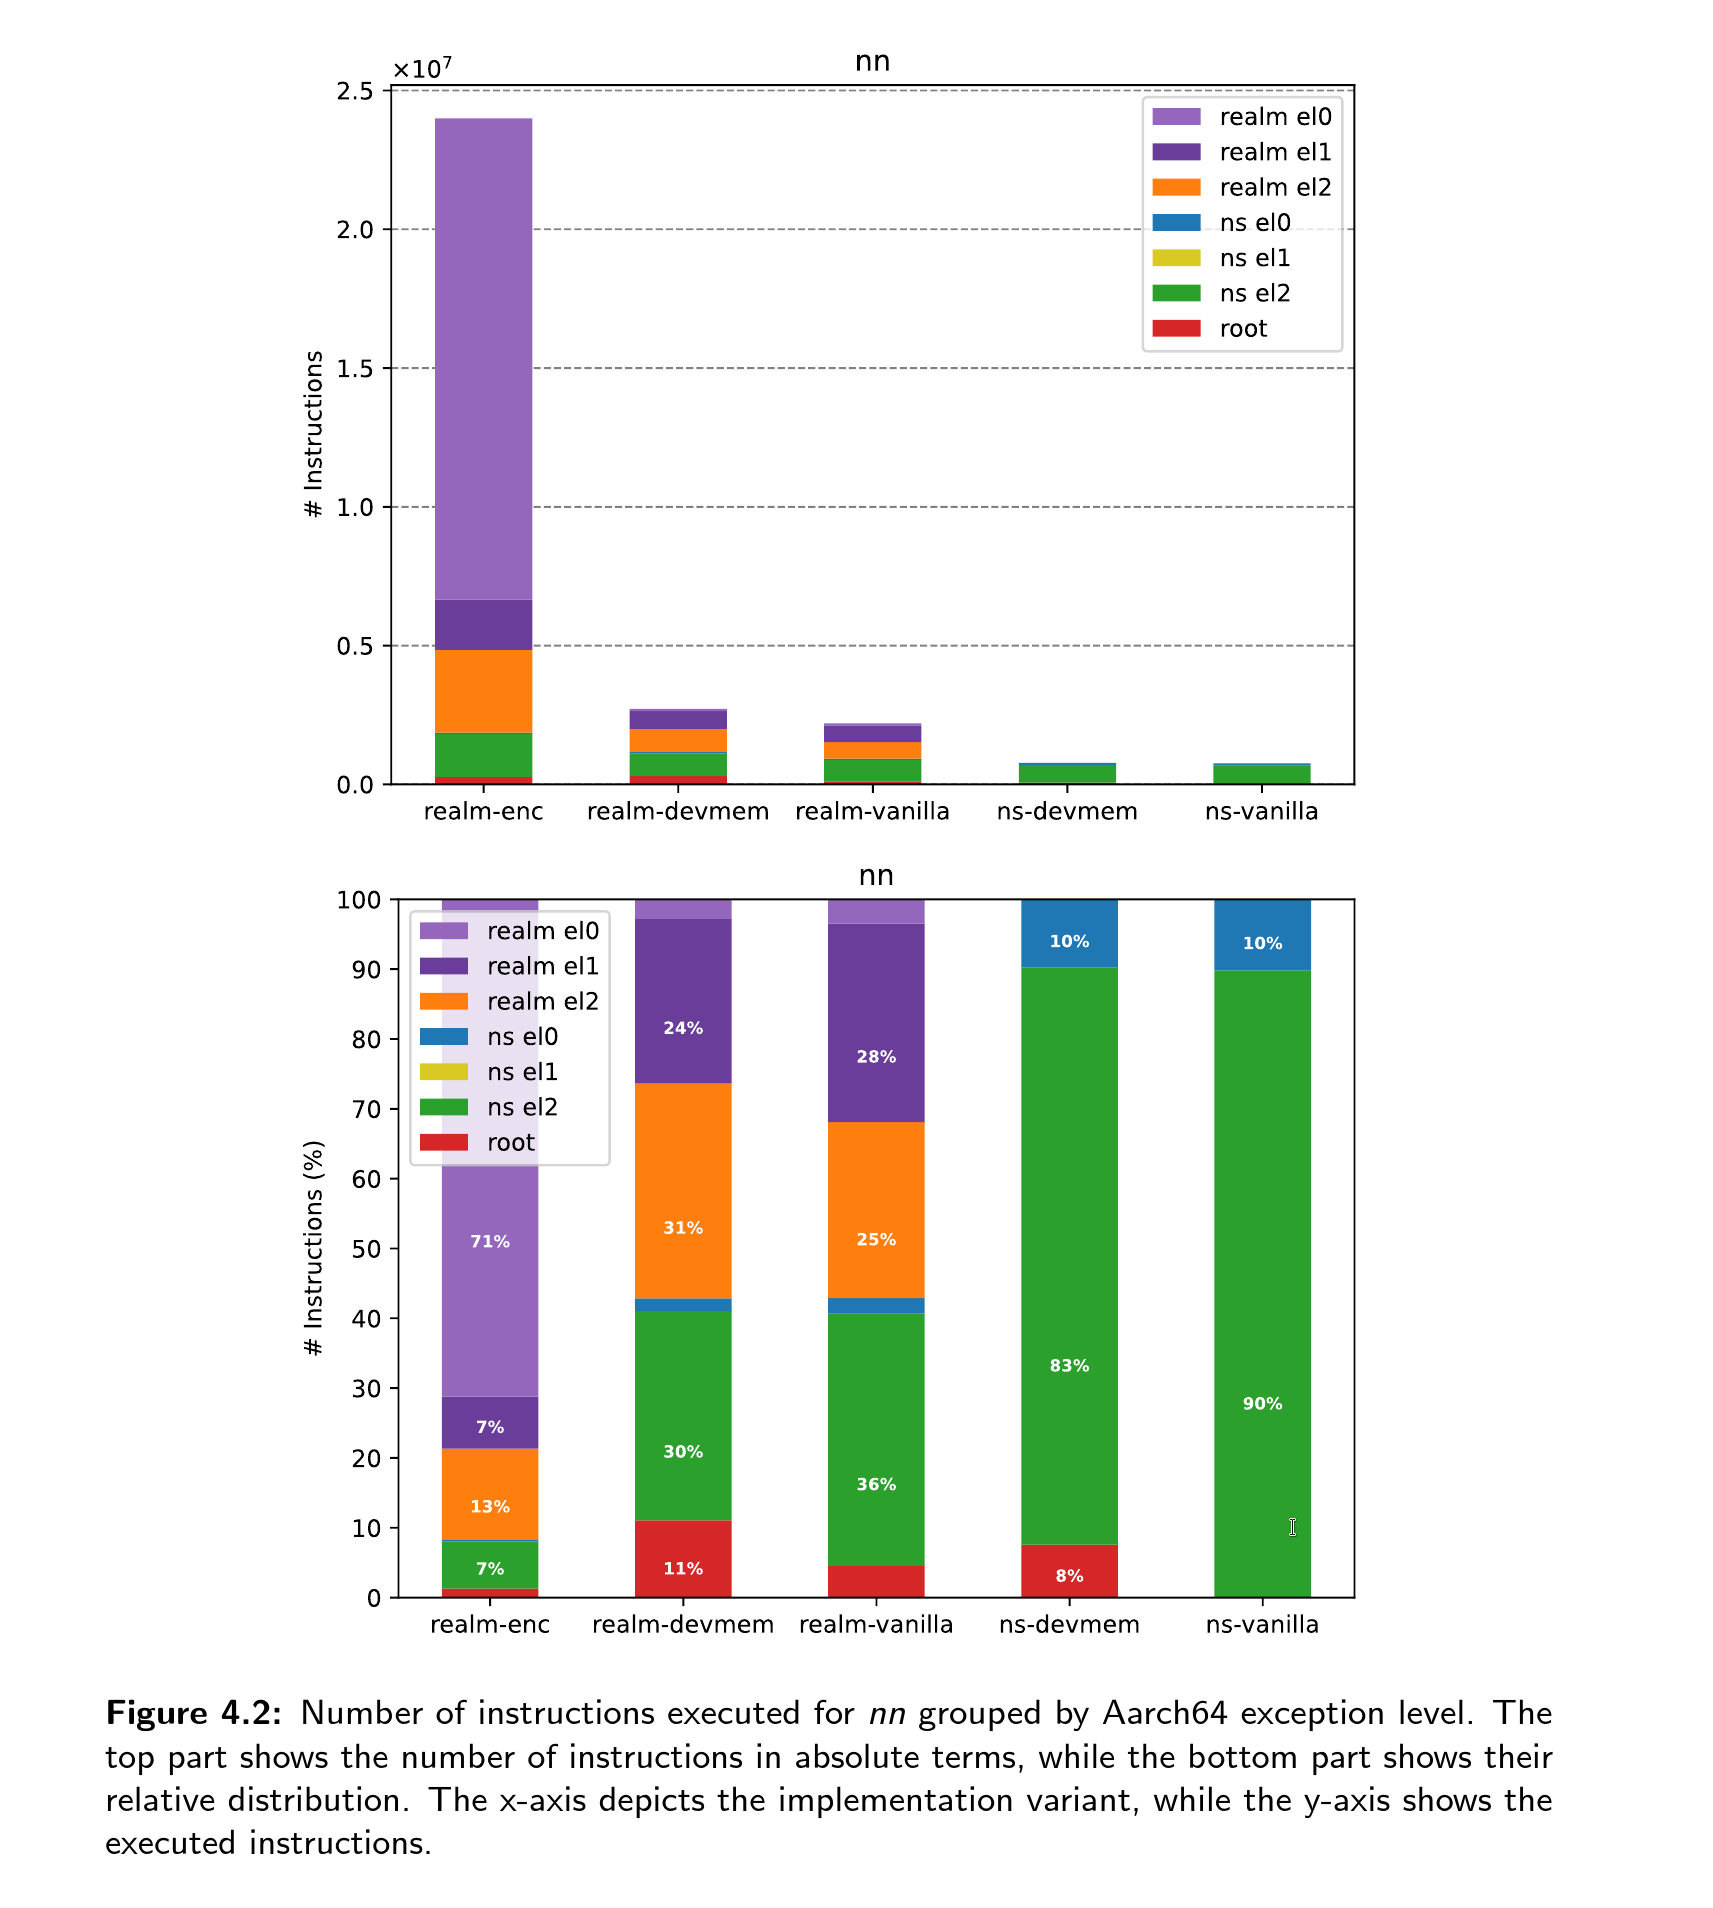 nn
×10⁷
2.5
2.0
1.5
1.0
0.5
0.0
# Instructions
realm el0
realm el1
realm el2
ns el0
ns el1
ns el2
root
realm-enc realm-devmem realm-vanilla ns-devmem ns-vanilla
nn
100
90
80
70
60
50
40
30
20
10
0
# Instructions (%)
realm el0
realm el1
realm el2
ns el0
ns el1
ns el2
root
71%
7%
13%
7%
24%
31%
30%
11%
28%
25%
36%
10%
83%
8%
10%
90%
realm-enc realm-devmem realm-vanilla ns-devmem ns-vanilla
Figure 4.2: Number of instructions executed for nn grouped by Aarch64 exception level. The
top part shows the number of instructions in absolute terms, while the bottom part shows their
relative distribution. The x-axis depicts the implementation variant, while the y-axis shows the
executed instructions.